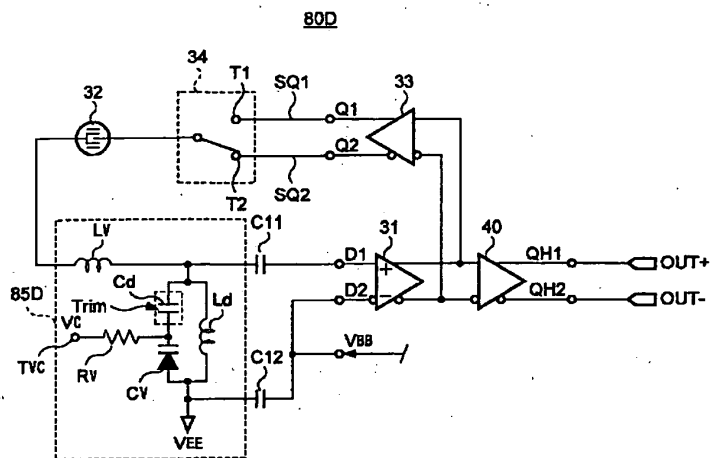 80D
34
T1
SQ1
33
32
Q1
Q2
T2
SQ2
LV
C11
31
40
Cd
D1
QH1
OUT+
85D
Trim
D2
QH2
OUT-
VC
Ld
TVC
RV
CV
C12
VBB
VEE